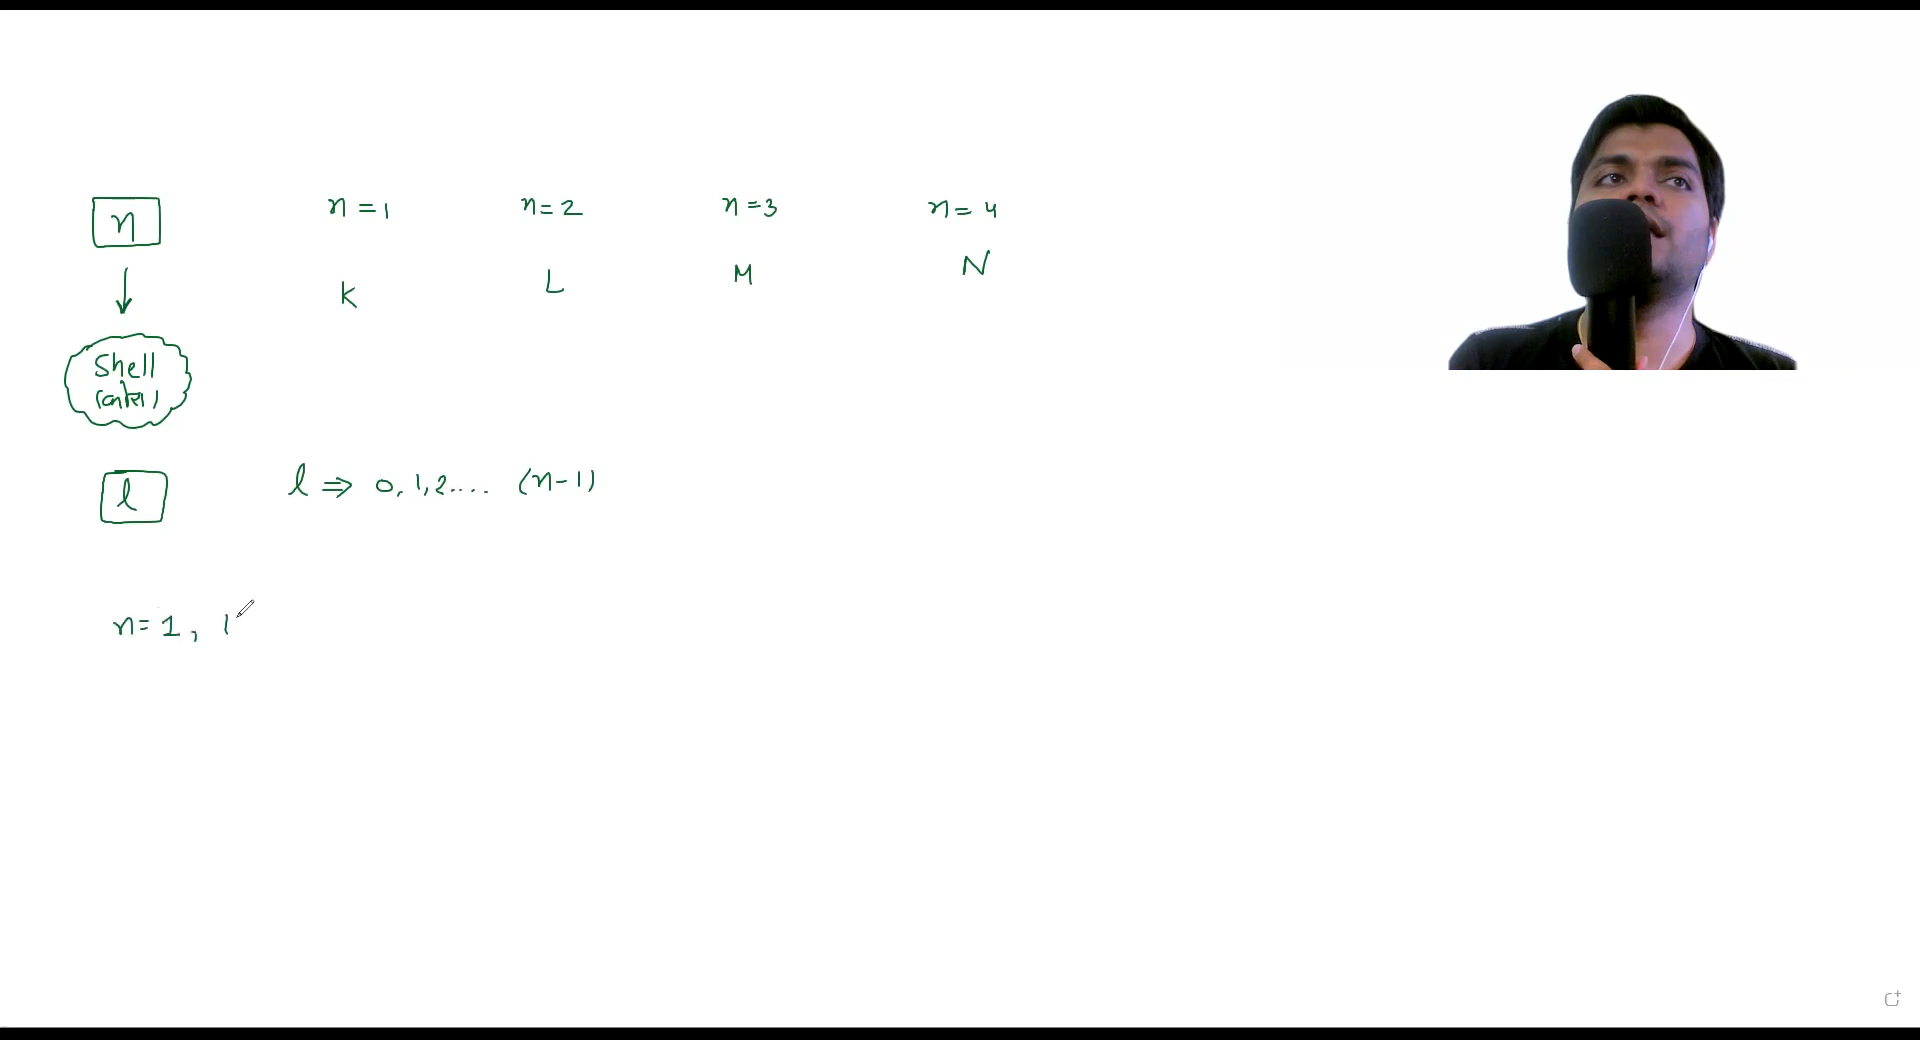 n n=1 n=2 n=3 n=4
K L M N
Shell
(कोश)
l l ⇒ 0, 1, 2.... (n-1)
n=1, l